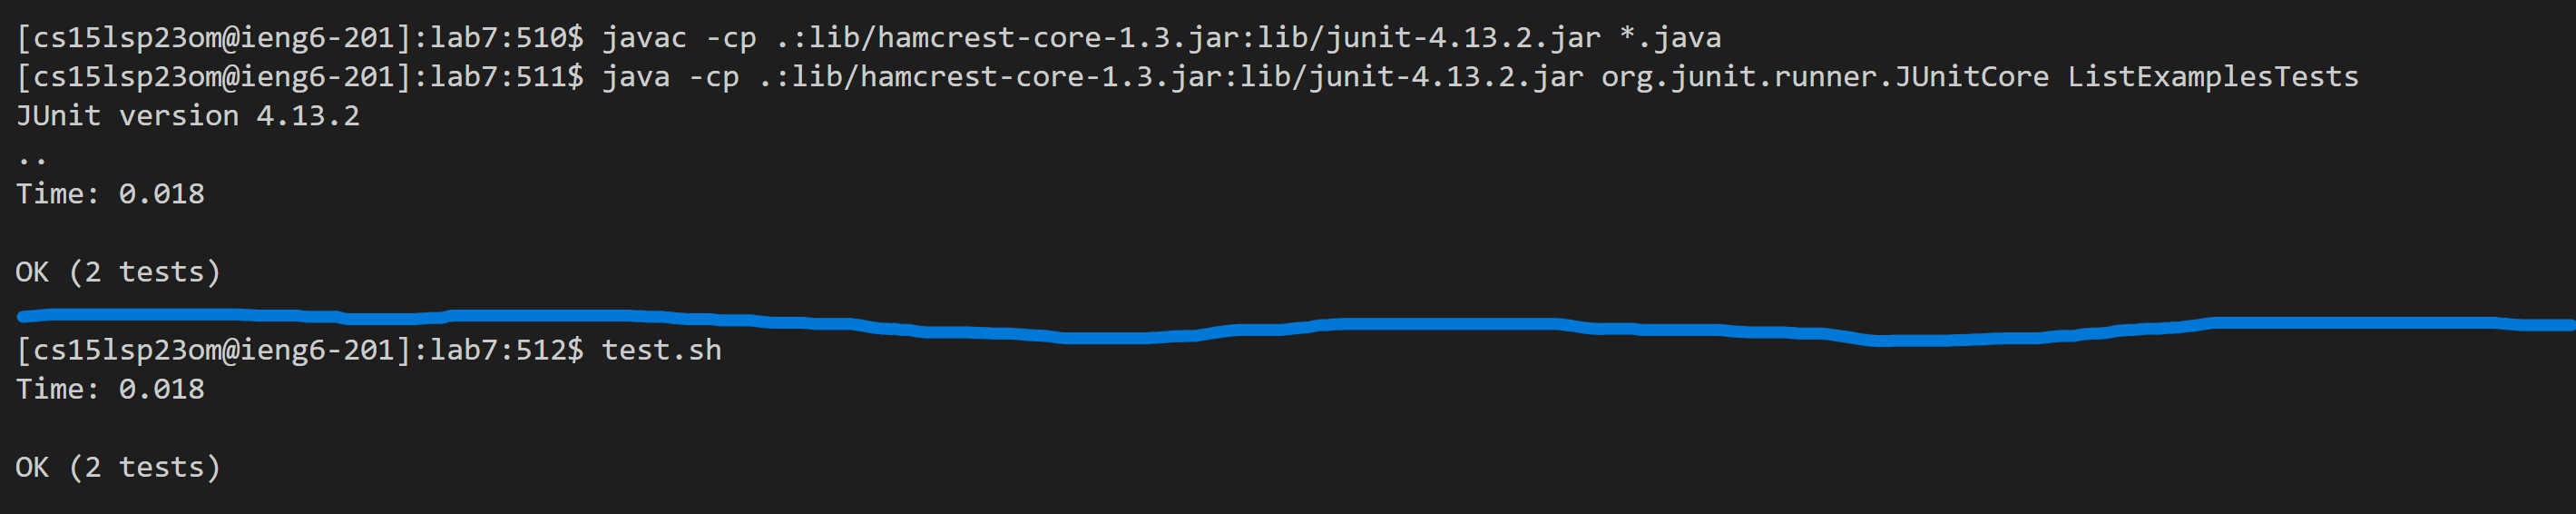 [cs15lsp23om@ieng6-201]:lab7:510$ javac -cp .:lib/hamcrest-core-1.3.jar:lib/junit-4.13.2.jar *.java
[cs15lsp23om@ieng6-201]:lab7:511$ java -cp .:lib/hamcrest-core-1.3.jar:lib/junit-4.13.2.jar org.junit.runner.JUnitCore ListExamplesTests
JUnit version 4.13.2
..
Time: 0.018
OK (2 tests)
[cs15lsp23om@ieng6-201]:lab7:512$ test.sh
Time: 0.018
OK (2 tests)